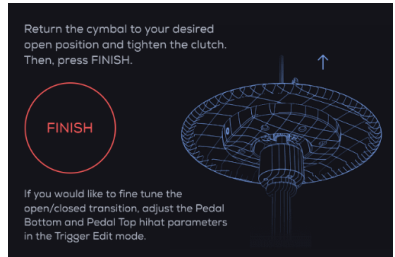 Return the cymbal to your desired
open position and tighten the clutch.
Then, press FINISH.
FINISH
If you would like to fine tune the
open/closed transition, adjust the Pedal
Bottom and Pedal Top hihat parameters
in the Trigger Edit mode.